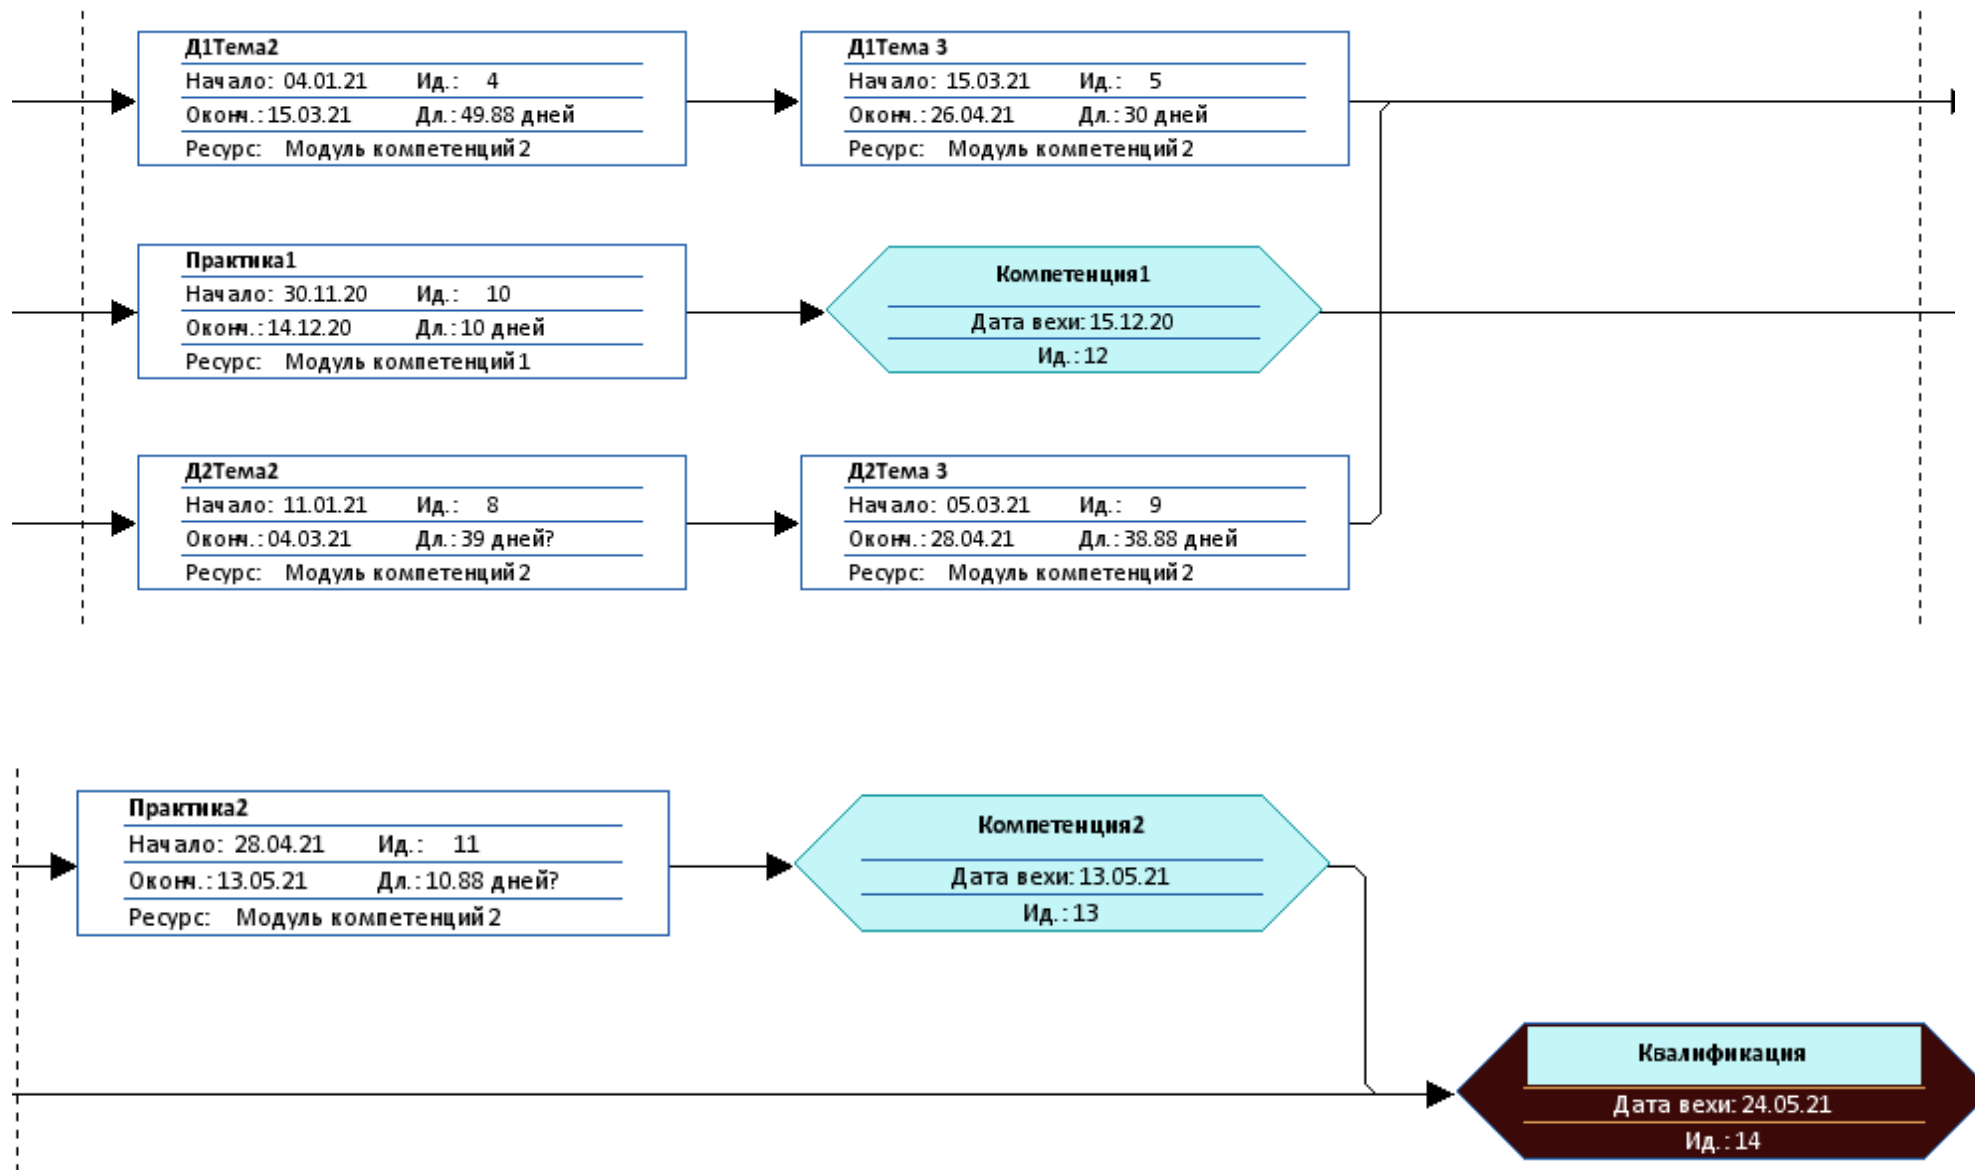 Д1Тема2
Начало: 04.01.21 Ид.: 4
Оконч.: 15.03.21 Дл.: 49.88 дней
Ресурс: Модуль компетенций 2
Д1Тема 3
Начало: 15.03.21 Ид.: 5
Оконч.: 26.04.21 Дл.: 30 дней
Ресурс: Модуль компетенций 2
Практика1
Начало: 30.11.20 Ид.: 10
Оконч.: 14.12.20 Дл.: 10 дней
Ресурс: Модуль компетенций 1
Компетенция1
Дата вехи: 15.12.20
Ид.: 12
Д2Тема2
Начало: 11.01.21 Ид.: 8
Оконч.: 04.03.21 Дл.: 39 дней?
Ресурс: Модуль компетенций 2
Д2Тема 3
Начало: 05.03.21 Ид.: 9
Оконч.: 28.04.21 Дл.: 38.88 дней
Ресурс: Модуль компетенций 2
Практика2
Начало: 28.04.21 Ид.: 11
Оконч.: 13.05.21 Дл.: 10.88 дней?
Ресурс: Модуль компетенций 2
Компетенция2
Дата вехи: 13.05.21
Ид.: 13
Квалификация
Дата вехи: 24.05.21
Ид.: 14